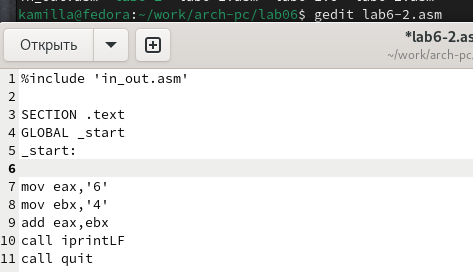 kamilla@fedora:~/work/arch-pc/lab06$ gedit lab6-2.asm
Открыть
*lab6-2.as
~/work/arch-pc/
1 %include 'in_out.asm'
2
3 SECTION .text
4 GLOBAL _start
5 _start:
6
7 mov eax,'6'
8 mov ebx,'4'
9 add eax,ebx
10 call iprintLF
11 call quit